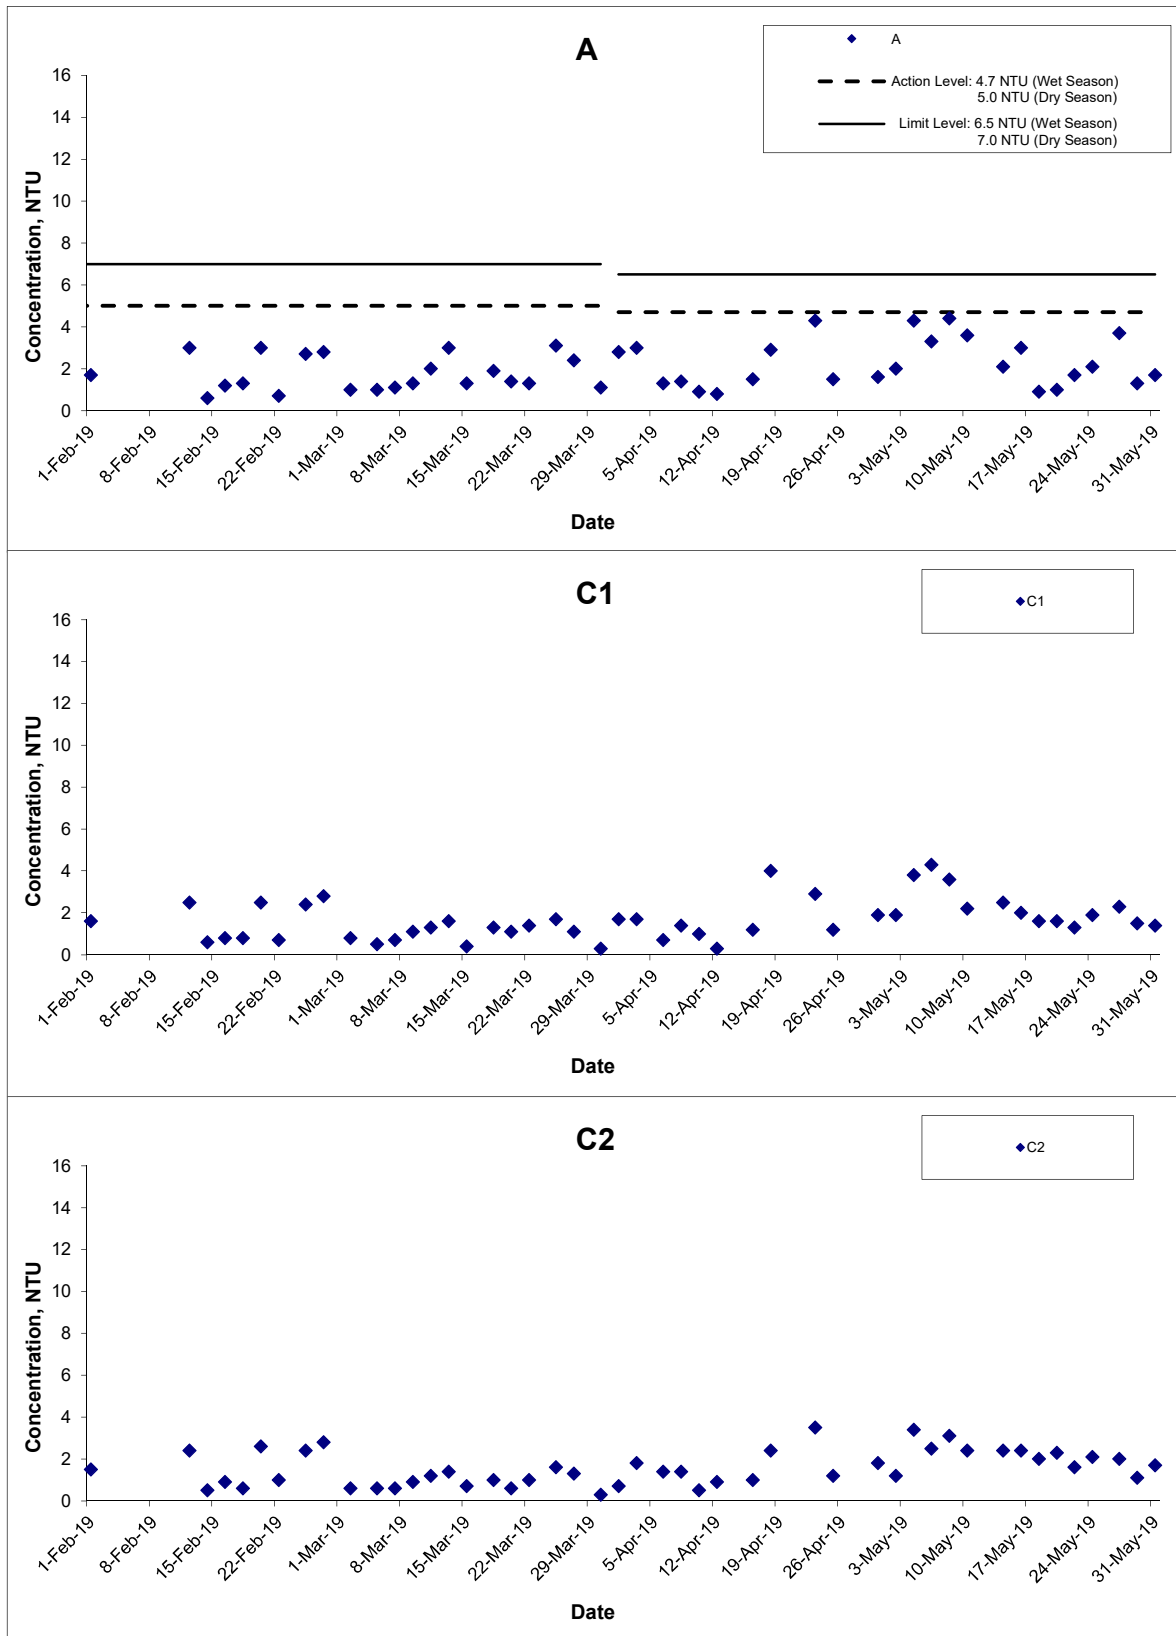 A
A
Action Level: 4.7 NTU (Wet Season)
5.0 NTU (Dry Season)
Limit Level: 6.5 NTU (Wet Season)
7.0 NTU (Dry Season)
Concentration, NTU
16
14
12
10
8
6
4
2
0
1-Feb-19
8-Feb-19
15-Feb-19
22-Feb-19
1-Mar-19
8-Mar-19
15-Mar-19
22-Mar-19
29-Mar-19
5-Apr-19
12-Apr-19
19-Apr-19
26-Apr-19
3-May-19
10-May-19
17-May-19
24-May-19
31-May-19
Date
C1
C1
Concentration, NTU
16
14
12
10
8
6
4
2
0
1-Feb-19
8-Feb-19
15-Feb-19
22-Feb-19
1-Mar-19
8-Mar-19
15-Mar-19
22-Mar-19
29-Mar-19
5-Apr-19
12-Apr-19
19-Apr-19
26-Apr-19
3-May-19
10-May-19
17-May-19
24-May-19
31-May-19
Date
C2
C2
Concentration, NTU
16
14
12
10
8
6
4
2
0
1-Feb-19
8-Feb-19
15-Feb-19
22-Feb-19
1-Mar-19
8-Mar-19
15-Mar-19
22-Mar-19
29-Mar-19
5-Apr-19
12-Apr-19
19-Apr-19
26-Apr-19
3-May-19
10-May-19
17-May-19
24-May-19
31-May-19
Date